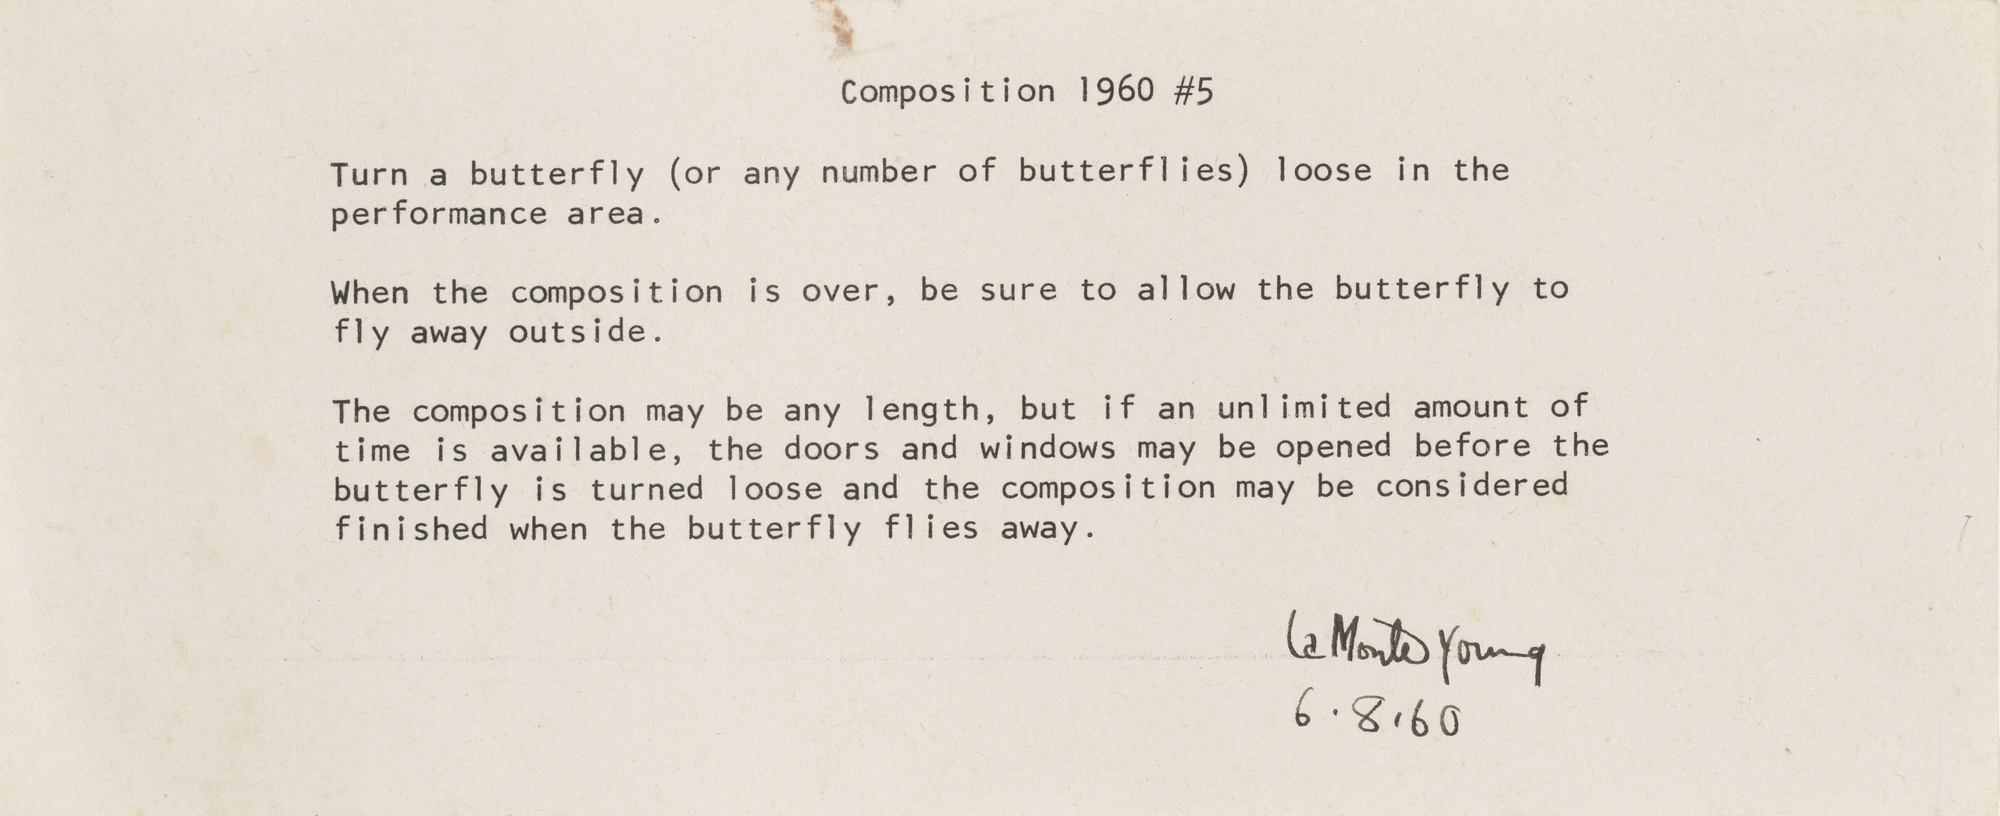 Composition 1960 #5
Turn a butterfly (or any number of butterflies) loose in the
performance area.
When the composition is over, be sure to allow the butterfly to
fly away outside.
The composition may be any length, but if an unlimited amount of
time is available, the doors and windows may be opened before the
butterfly is turned loose and the composition may be considered
finished when the butterfly flies away.
La Monte Young
6.8.60